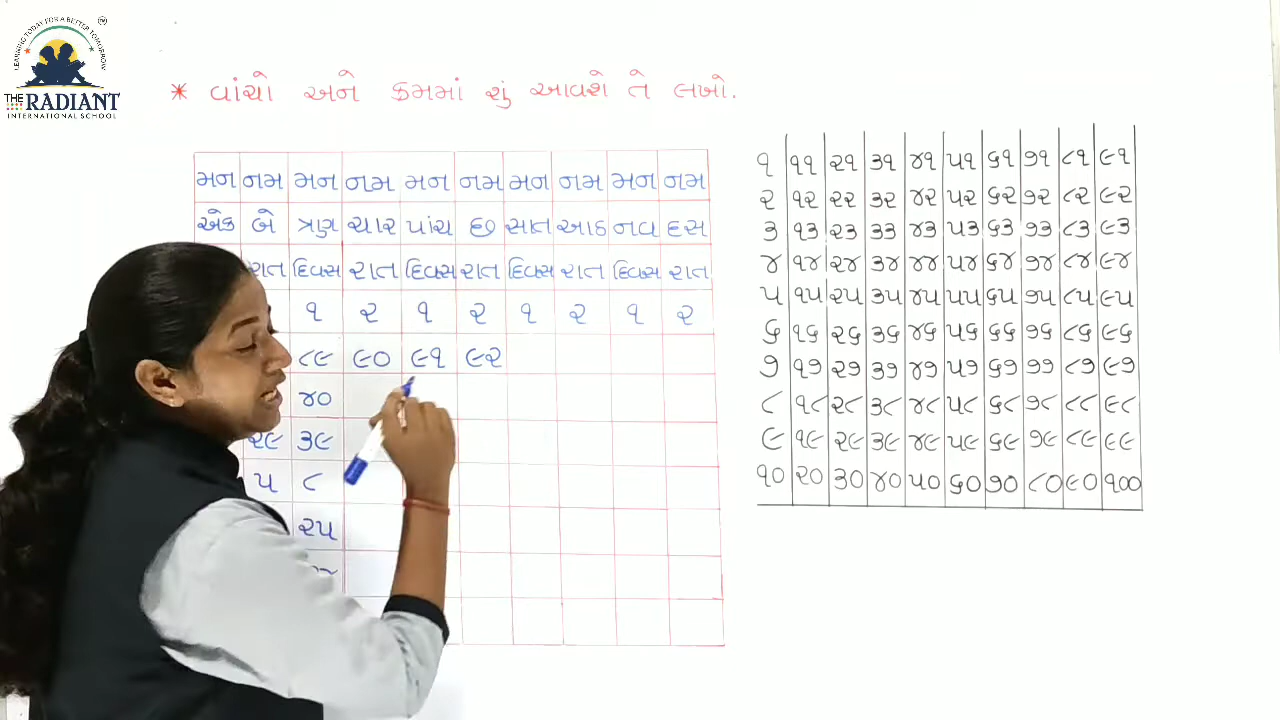 LEARNING TODAY FOR A BETTER TOMORROW
THE RADIANT
INTERNATIONAL SCHOOL
* વાંચો અને ક્રમમાં શું આવશે તે લખો.
મન નમ મન નમ મન નમ મન નમ મન નમ
એક બે ત્રણ ચાર પાંચ છ સાત આઠ નવ દસ
રાત દિવસ રાત દિવસ રાત દિવસ રાત દિવસ રાત
૧ ૨ ૧ ૨ ૧ ૨ ૧ ૨
૮૯ ૯૦ ૯૧ ૯૨
૪૦
૨૯ ૩૯
૫ ૮
૨૫
૧ ૧૧ ૨૧ ૩૧ ૪૧ ૫૧ ૬૧ ૭૧ ૮૧ ૯૧
૨ ૧૨ ૨૨ ૩૨ ૪૨ ૫૨ ૬૨ ૭૨ ૮૨ ૯૨
૩ ૧૩ ૨૩ ૩૩ ૪૩ ૫૩ ૬૩ ૭૩ ૮૩ ૯૩
૪ ૧૪ ૨૪ ૩૪ ૪૪ ૫૪ ૬૪ ૭૪ ૮૪ ૯૪
૫ ૧૫ ૨૫ ૩૫ ૪૫ ૫૫ ૬૫ ૭૫ ૮૫ ૯૫
૬ ૧૬ ૨૬ ૩૬ ૪૬ ૫૬ ૬૬ ૭૬ ૮૬ ૯૬
૭ ૧૭ ૨૭ ૩૭ ૪૭ ૫૭ ૬૭ ૭૭ ૮૭ ૯૭
૮ ૧૮ ૨૮ ૩૮ ૪૮ ૫૮ ૬૮ ૭૮ ૮૮ ૯૮
૯ ૧૯ ૨૯ ૩૯ ૪૯ ૫૯ ૬૯ ૭૯ ૮૯ ૯૯
૧૦ ૨૦ ૩૦ ૪૦ ૫૦ ૬૦ ૭૦ ૮૦ ૯૦ ૧૦૦